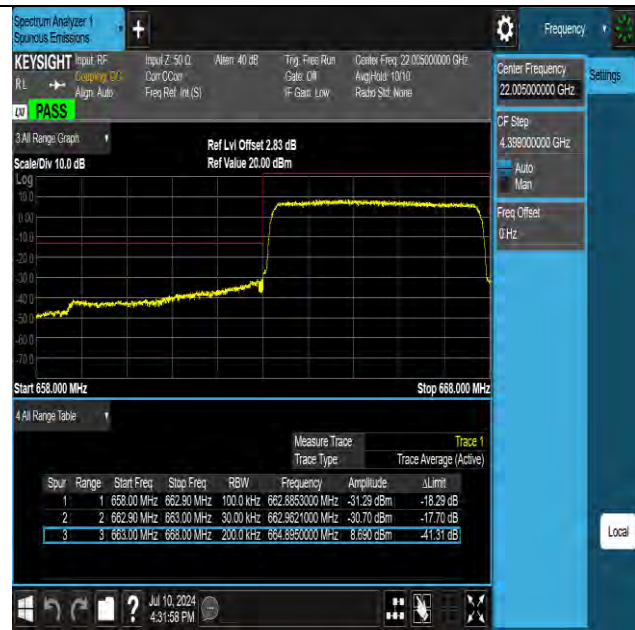 Spectrum Analyzer 1
Spurious Emissions
+
Frequency
KEYSIGHT Input: RF Input Z: 50 Ω Atten: 40 dB Trig: Free Run Center Freq: 22.005000000 GHz
RL Coupling: DC Corr CCorr Gate: Off Avg|Hold: 10/10
Align: Auto Freq Ref: Int (S) IF Gain: Low Radio Std: None
LXI PASS
Center Frequency
22.005000000 GHz
Settings
CF Step
4.399000000 GHz
Auto
Man
Freq Offset
0 Hz
3 All Range Graph
Ref Lvl Offset 2.83 dB
Scale/Div 10.0 dB Ref Value 20.00 dBm
Log
10.0
0.00
-10.0
-20.0
-30.0
-40.0
-50.0
-60.0
-70.0
Start 658.000 MHz Stop 668.000 MHz
4 All Range Table
Measure Trace Trace 1
Trace Type Trace Average (Active)
Spur Range Start Freq Stop Freq RBW Frequency Amplitude ΔLimit
1 1 658.00 MHz 662.90 MHz 100.0 kHz 662.8853000 MHz -31.29 dBm -18.29 dB
2 2 662.90 MHz 663.00 MHz 30.00 kHz 662.9621000 MHz -30.70 dBm -17.70 dB
3 3 663.00 MHz 668.00 MHz 200.0 kHz 664.8950000 MHz 8.690 dBm -41.31 dB
Local
? Jul 10, 2024
4:31:58 PM